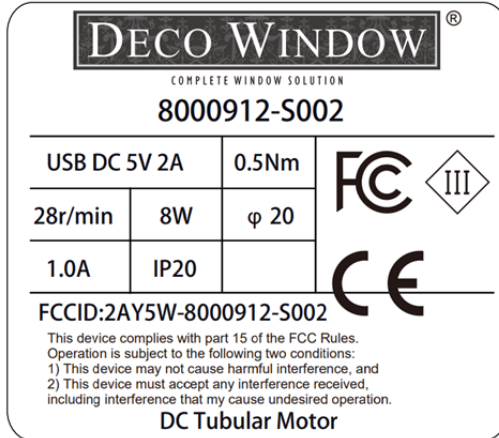 DECO WINDOW ®
COMPLETE WINDOW SOLUTION
8000912-S002
USB DC 5V 2A 0.5Nm
28r/min 8W φ 20
1.0A IP20
FC III
CE
FCCID:2AY5W-8000912-S002
This device complies with part 15 of the FCC Rules.
Operation is subject to the following two conditions:
1) This device may not cause harmful interference, and
2) This device must accept any interference received,
including interference that my cause undesired operation.
DC Tubular Motor